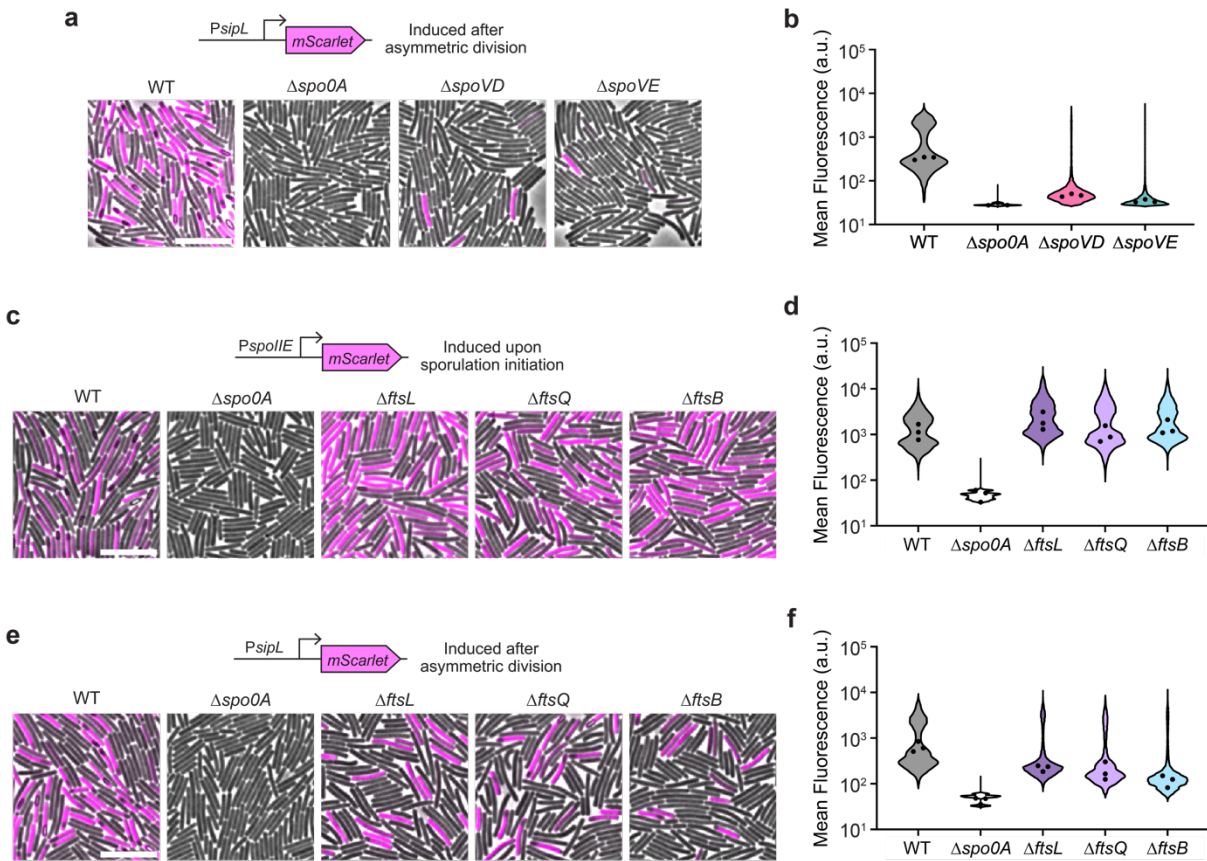 a
PsipL
mScarlet
Induced after
asymmetric division
WT
Δspo0A
ΔspoVD
ΔspoVE
b
Mean Fluorescence (a.u.)
10⁵
10⁴
10³
10²
10¹
WT
Δspo0A
ΔspoVD
ΔspoVE
c
PspoIIE
mScarlet
Induced upon
sporulation initiation
WT
Δspo0A
ΔftsL
ΔftsQ
ΔftsB
d
Mean Fluorescence (a.u.)
10⁵
10⁴
10³
10²
10¹
WT
Δspo0A
ΔftsL
ΔftsQ
ΔftsB
e
PsipL
mScarlet
Induced after
asymmetric division
WT
Δspo0A
ΔftsL
ΔftsQ
ΔftsB
f
Mean Fluorescence (a.u.)
10⁵
10⁴
10³
10²
10¹
WT
Δspo0A
ΔftsL
ΔftsQ
ΔftsB